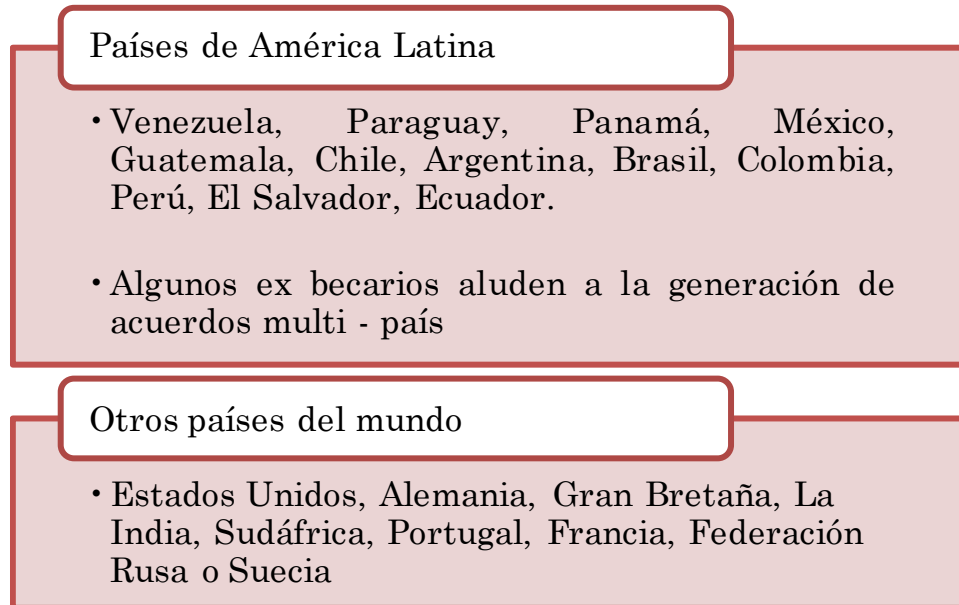 Países de América Latina
• Venezuela, Paraguay, Panamá, México,
Guatemala, Chile, Argentina, Brasil, Colombia,
Perú, El Salvador, Ecuador.
• Algunos ex becarios aluden a la generación de
acuerdos multi - país
Otros países del mundo
• Estados Unidos, Alemania, Gran Bretaña, La
India, Sudáfrica, Portugal, Francia, Federación
Rusa o Suecia